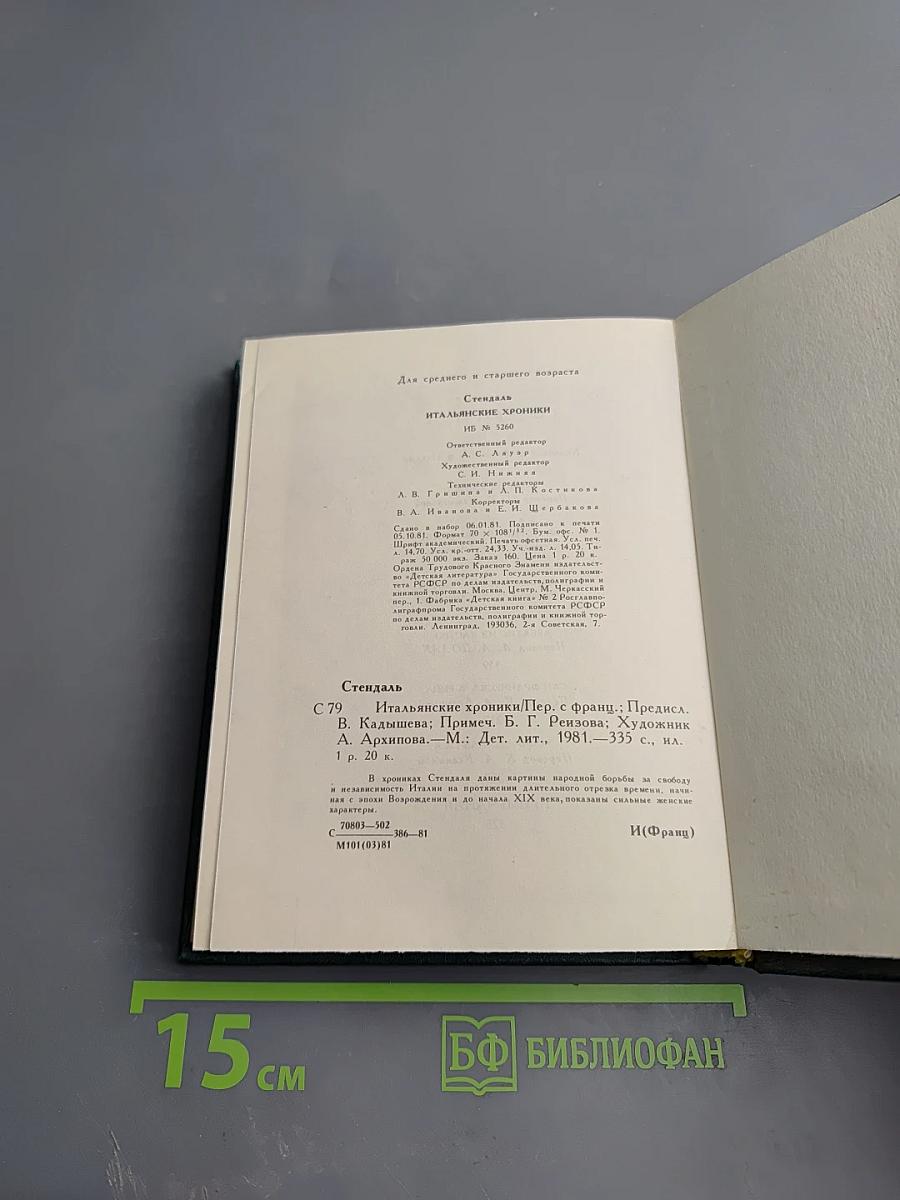 Для среднего и старшего возраста
Стендаль
ИТАЛЬЯНСКИЕ ХРОНИКИ
ИБ № 5260
Ответственный редактор
А. С. Лауэр
Художественный редактор
С. И. Нижняя
Технические редакторы
Л. В. Гришина и Л. П. Костикова
Корректоры
В. А. Иванова и Е. И. Щербакова
Сдано в набор 06.01.81. Подписано к печати
05.10.81. Формат 70 × 108¹/³². Бум. офс. № 1.
Шрифт академический. Печать офсетная. Усл. печ.
л. 14,70. Усл. кр.-отт. 24,33. Уч.-изд. л. 14,05. Ти-
раж 50 000 экз. Заказ 160. Цена 1 р. 20 к.
Ордена Трудового Красного Знамени издательст-
во «Детская литература» Государственного коми-
тета РСФСР по делам издательств, полиграфии и
книжной торговли. Москва, Центр, М. Черкасский
пер., 1. Фабрика «Детская книга» № 2 Росглавпо-
лиграфпрома Государственного комитета РСФСР
по делам издательств, полиграфии и книжной тор-
говли. Ленинград, 193036, 2-я Советская, 7.
Стендаль
С 79 Итальянские хроники/Пер. с франц.; Предисл.
В. Кадышева; Примеч. Б. Г. Реизова; Художник
А. Архипова.—М.: Дет. лит., 1981.—335 с., ил.
1 р. 20 к.
В хрониках Стендаля даны картины народной борьбы за свободу
и независимость Италии на протяжении длительного отрезка времени, начи-
ная с эпохи Возрождения и до начала XIX века, показаны сильные женские
характеры.
70803—502
С————386—81
М101(03)81
И(Франц)
15 см
БФ БИБЛИОФАН